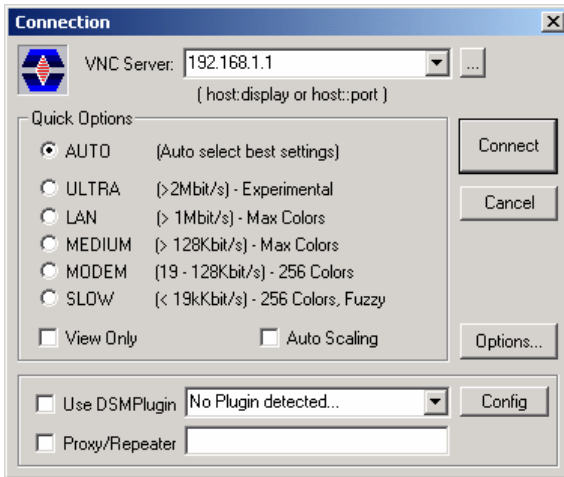 Connection
VNC Server: 192.168.1.1 ...
( host:display or host::port )
Quick Options
AUTO (Auto select best settings)
ULTRA (>2Mbit/s) - Experimental
LAN (> 1Mbit/s) - Max Colors
MEDIUM (> 128Kbit/s) - Max Colors
MODEM (19 - 128Kbit/s) - 256 Colors
SLOW (< 19kKbit/s) - 256 Colors, Fuzzy
View Only Auto Scaling
Connect
Cancel
Options...
Use DSMPlugin No Plugin detected... Config
Proxy/Repeater